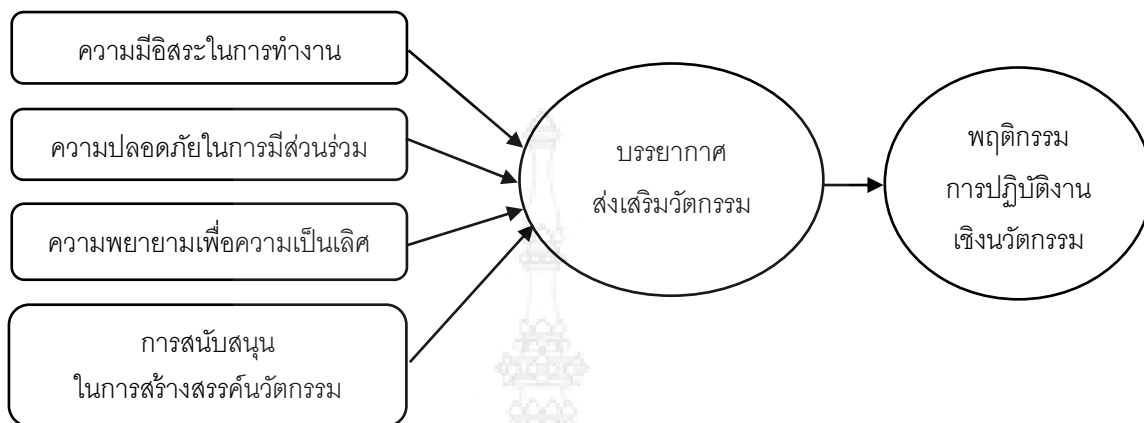 ความมีอิสระในการทำงาน
ความปลอดภัยในการมีส่วนร่วม
ความพยายามเพื่อความเป็นเลิศ
การสนับสนุน
ในการสร้างสรรค์นวัตกรรม
บรรยากาศ
ส่งเสริมวัตกรรม
พฤติกรรม
การปฏิบัติงาน
เชิงนวัตกรรม